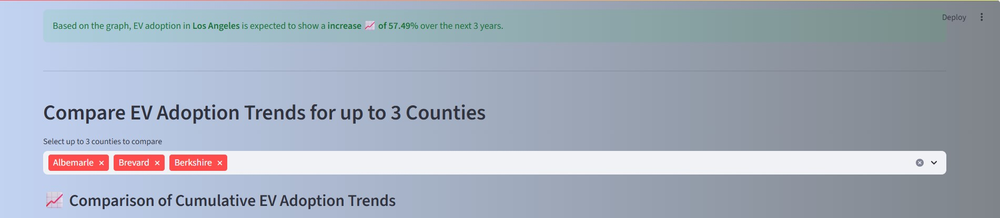 Deploy
Based on the graph, EV adoption in Los Angeles is expected to show a increase 📈 of 57.49% over the next 3 years.
Compare EV Adoption Trends for up to 3 Counties
Select up to 3 counties to compare
Albemarle × Brevard × Berkshire ×
📈 Comparison of Cumulative EV Adoption Trends